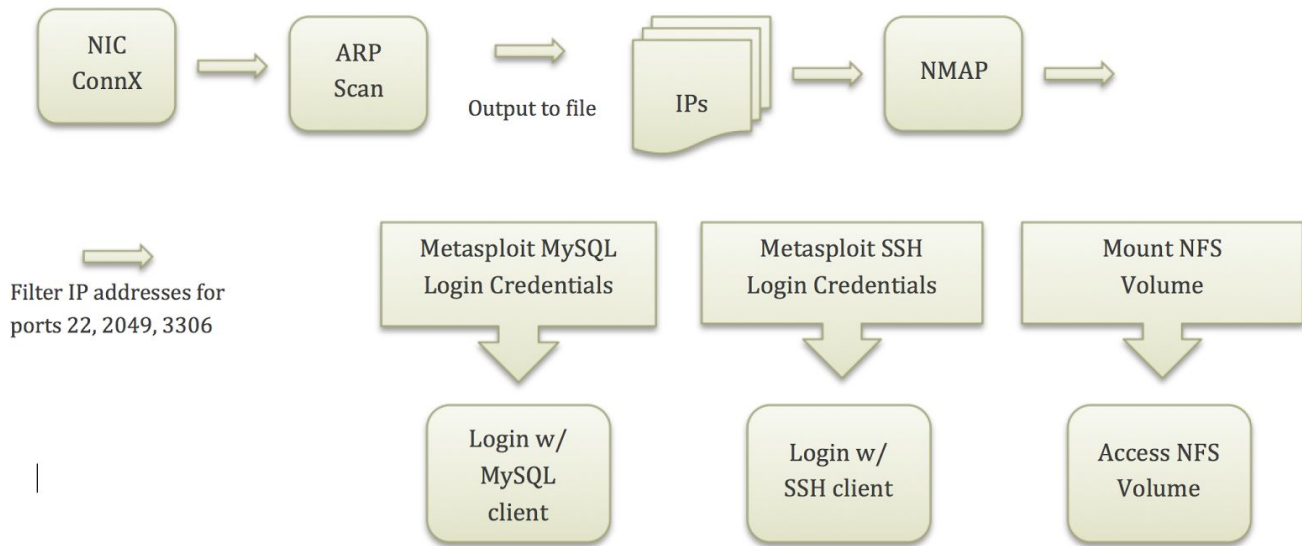 NIC
ConnX
ARP
Scan
Output to file
IPs
NMAP
Filter IP addresses for
ports 22, 2049, 3306
Metasploit MySQL
Login Credentials
Metasploit SSH
Login Credentials
Mount NFS
Volume
Login w/
MySQL
client
Login w/
SSH client
Access NFS
Volume